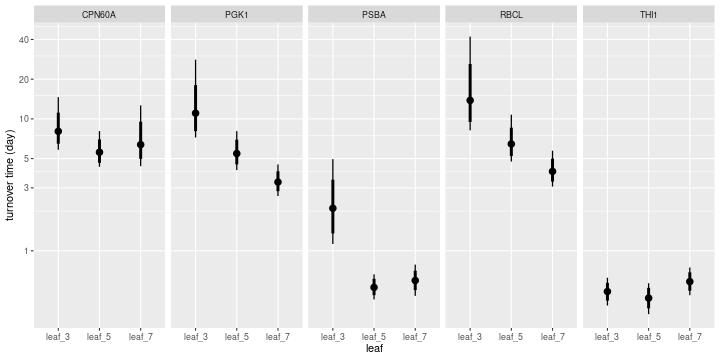 CPN60A PGK1 PSBA RBCL THI1
40
20
10
5
3
1
turnover time (day)
leaf_3 leaf_5 leaf_7 leaf_3 leaf_5 leaf_7 leaf_3 leaf_5 leaf_7 leaf_3 leaf_5 leaf_7 leaf_3 leaf_5 leaf_7
leaf